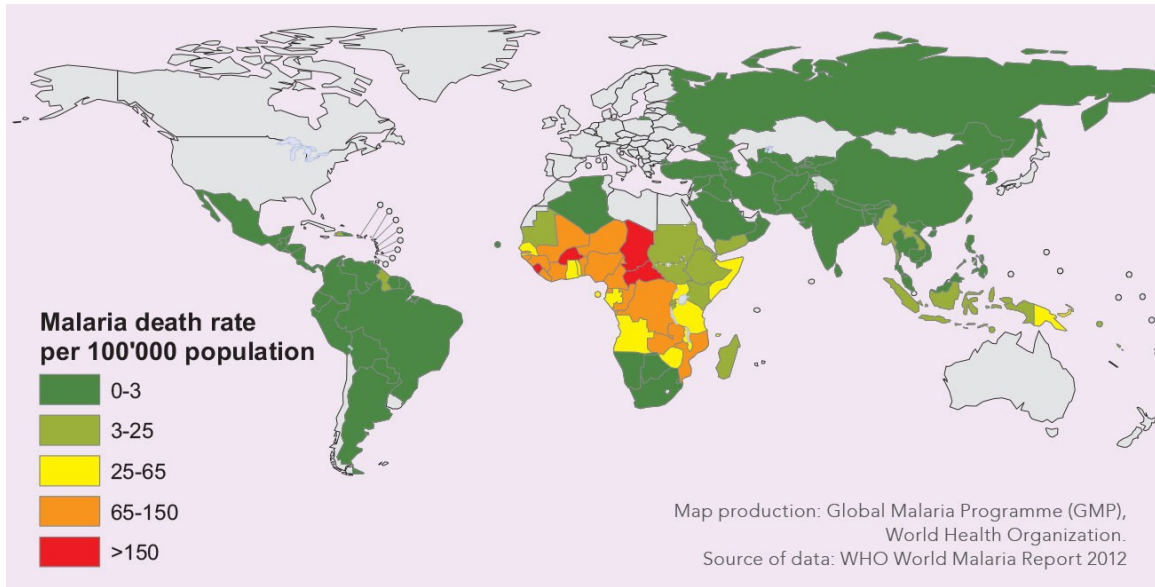 Malaria death rate
per 100'000 population
0-3
3-25
25-65
65-150
>150
Map production: Global Malaria Programme (GMP),
World Health Organization.
Source of data: WHO World Malaria Report 2012